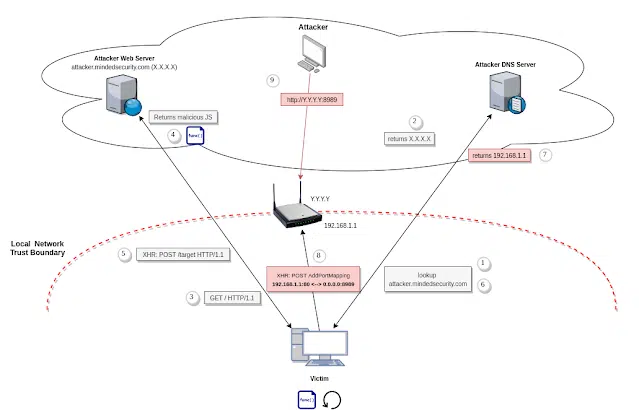 Attacker
Attacker Web Server
attacker.mindedsecurity.com (X.X.X.X)
Attacker DNS Server
9
http://Y.Y.Y.Y:8989
Returns malicious JS
4
func()
2
returns X.X.X.X
returns 192.168.1.1
7
Y.Y.Y.Y
192.168.1.1
Local Network
Trust Boundary
5
XHR: POST /target HTTP/1.1
8
XHR: POST AddPortMapping
192.168.1.1:80 <--> 0.0.0.0:8989
1
lookup
attacker.mindedsecurity.com
6
3
GET / HTTP/1.1
Victim
func()